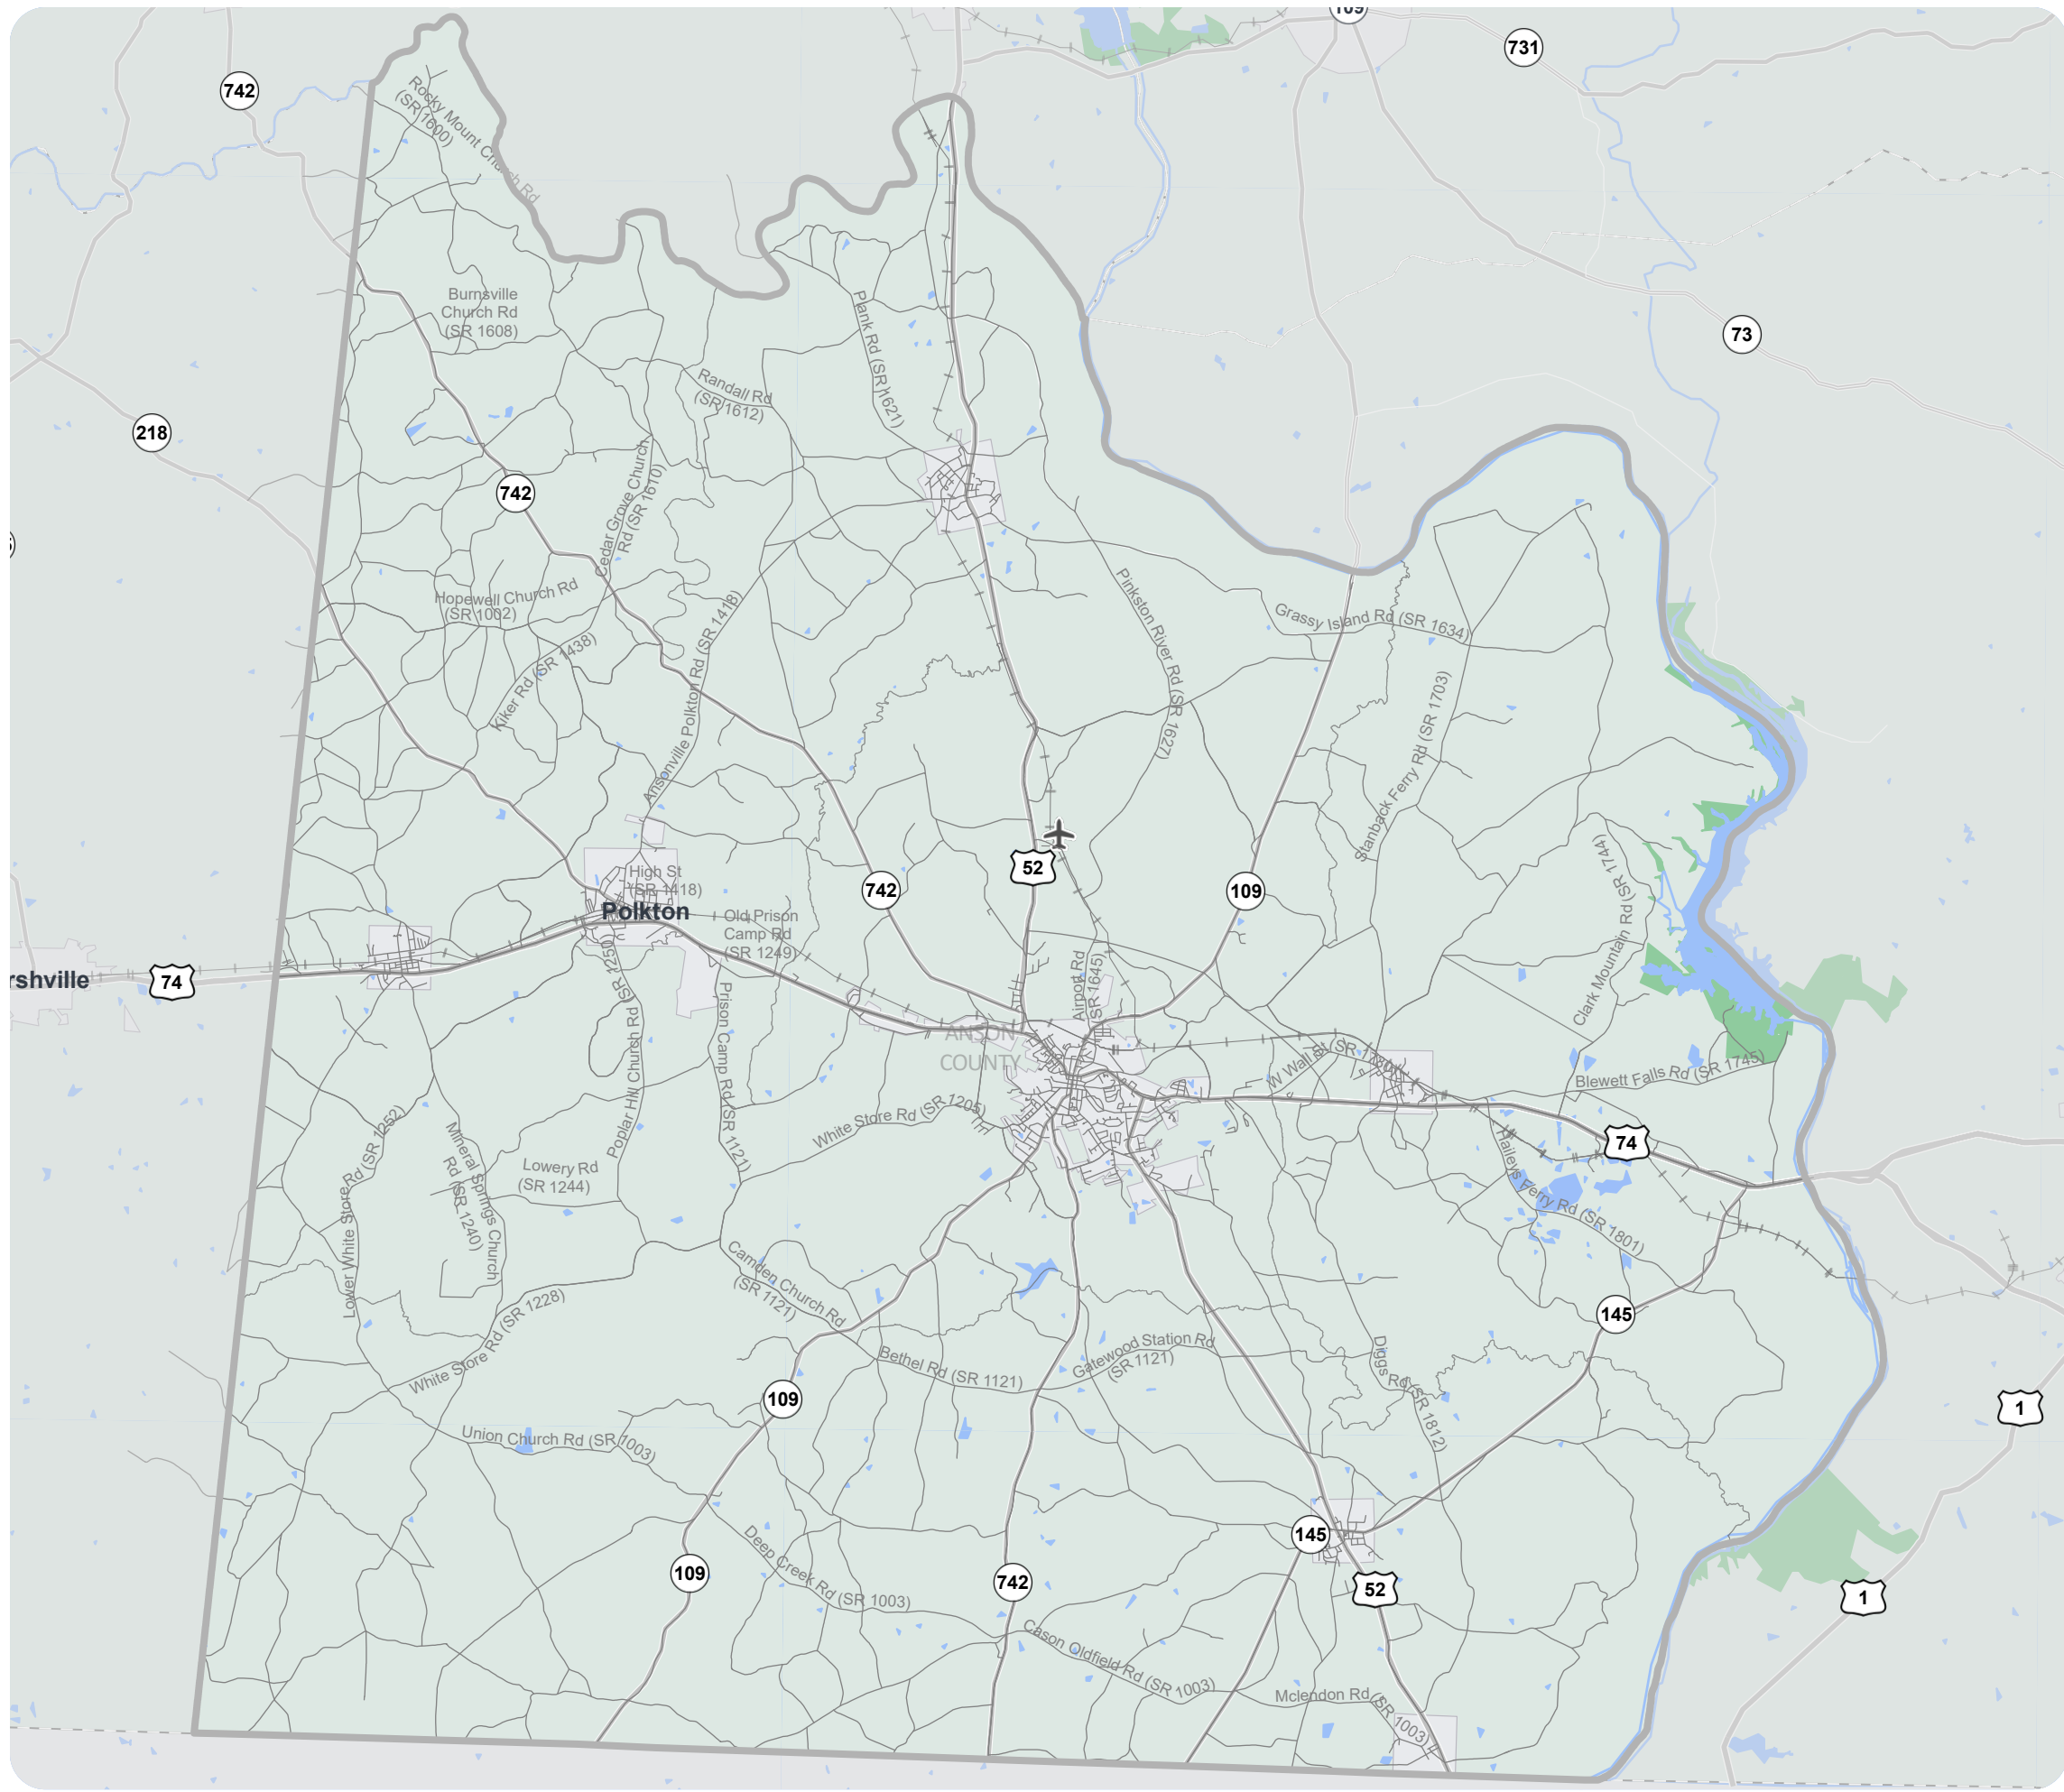 109
731
742
Rocky Mount Church Rd
(SR 1600)
Burnsville
Church Rd
(SR 1608)
Plank Rd (SR 1621)
73
Randall Rd
(SR 1612)
218
742
Cedar Grove Church
Rd (SR 1610)
Hopewell Church Rd
(SR 1002)
Kiker Rd (SR 1438)
Ansonville Polkton Rd (SR 1418)
Pinkston River Rd (SR 1627)
Grassy Island Rd (SR 1634)
Stanback Ferry Rd (SR 1703)
Clark Mountain Rd (SR 1744)
52
742
109
High St
(SR 1418)
Polkton
Old Prison
Camp Rd
(SR 1249)
rshville
74
Airport Rd
(SR 1645)
ANSON
COUNTY
Poplar Hill Church Rd (SR 1250)
Prison Camp Rd (SR 1121)
W Wall St (SR
Blewett Falls Rd (SR 1745)
White Store Rd (SR 1205)
74
Haileys Ferry Rd (SR 1801)
Lower White Store Rd (SR 1252)
Mineral Springs Church
Rd (SR 1240)
Lowery Rd
(SR 1244)
Camden Church Rd
(SR 1121)
White Store Rd (SR 1228)
145
Bethel Rd (SR 1121)
Gatewood Station Rd
(SR 1121)
Diggs Rd (SR 1812)
109
1
Union Church Rd (SR 1003)
145
109
742
52
1
Deep Creek Rd (SR 1003)
Cason Oldfield Rd (SR 1003)
Mclendon Rd (SR 1003)